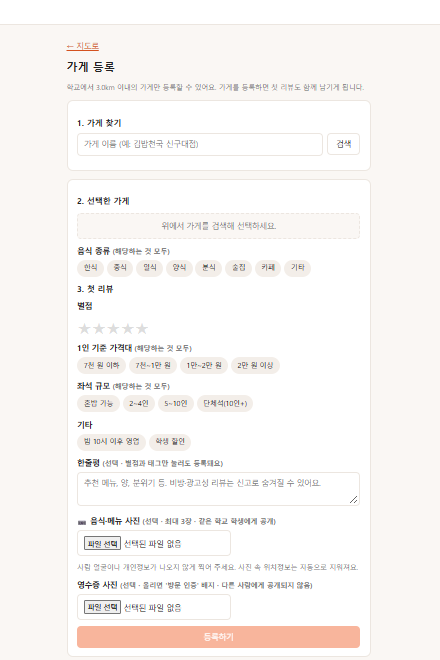 ← 지도로
가게 등록
학교에서 3.0km 이내의 가게만 등록할 수 있어요. 가게를 등록하면 첫 리뷰도 함께 남기게 됩니다.
1. 가게 찾기
가게 이름 (예: 김밥천국 신구대점)
검색
2. 선택한 가게
위에서 가게를 검색해 선택하세요.
음식 종류 (해당하는 것 모두)
한식 중식 일식 양식 분식 술집 카페 기타
3. 첫 리뷰
별점
★★★★★
1인 기준 가격대 (해당하는 것 모두)
7천 원 이하 7천~1만 원 1만~2만 원 2만 원 이상
좌석 규모 (해당하는 것 모두)
혼밥 가능 2~4인 5~10인 단체석(10인+)
기타
밤 10시 이후 영업 학생 할인
한줄평 (선택 · 별점과 태그만 눌러도 등록돼요)
추천 메뉴, 양, 분위기 등. 비방·광고성 리뷰는 신고로 숨겨질 수 있어요.
📷 음식·메뉴 사진 (선택 · 최대 3장 · 같은 학교 학생에게 공개)
파일 선택 선택된 파일 없음
사람 얼굴이나 개인정보가 나오지 않게 찍어 주세요. 사진 속 위치정보는 자동으로 지워져요.
영수증 사진 (선택 · 올리면 '방문 인증' 배지 · 다른 사람에게 공개되지 않음)
파일 선택 선택된 파일 없음
등록하기